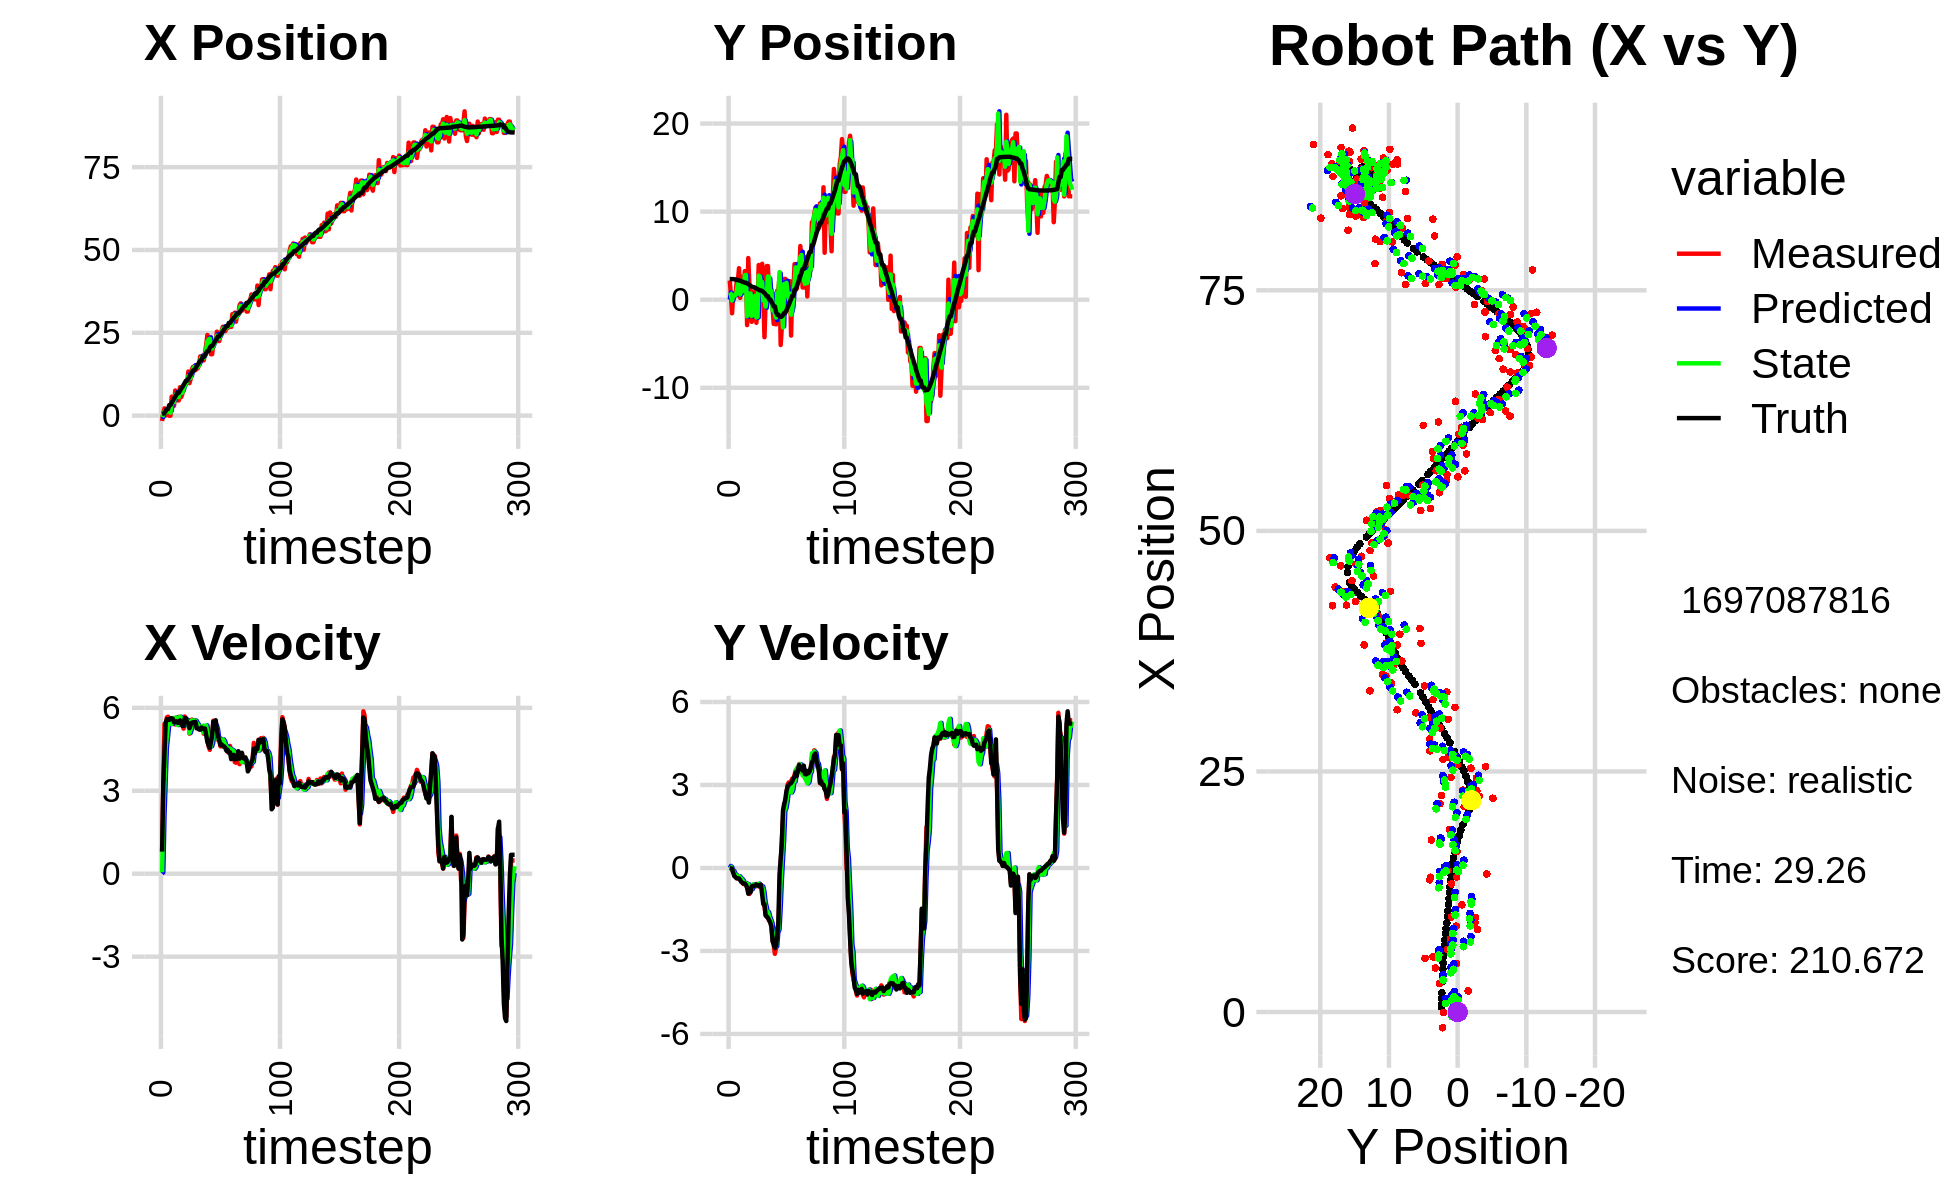 X Position
75
50
25
0
0
100
200
300
timestep
Y Position
20
10
0
-10
0
100
200
300
timestep
X Velocity
6
3
0
-3
0
100
200
300
timestep
Y Velocity
6
3
0
-3
-6
0
100
200
300
timestep
Robot Path (X vs Y)
X Position
75
50
25
0
20 10 0 -10 -20
Y Position
variable
Measured
Predicted
State
Truth
1697087816
Obstacles: none
Noise: realistic
Time: 29.26
Score: 210.672